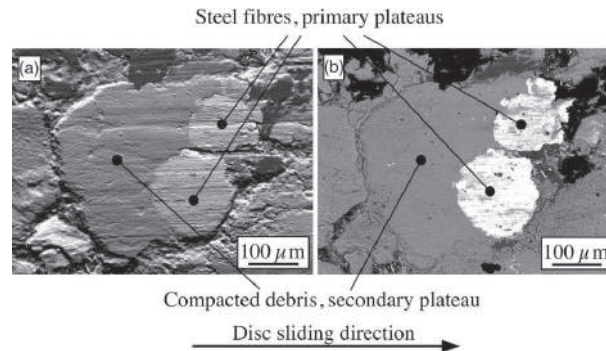 Steel fibres, primary plateaus
(a)
(b)
100 μm
100 μm
Compacted debris, secondary plateau
Disc sliding direction